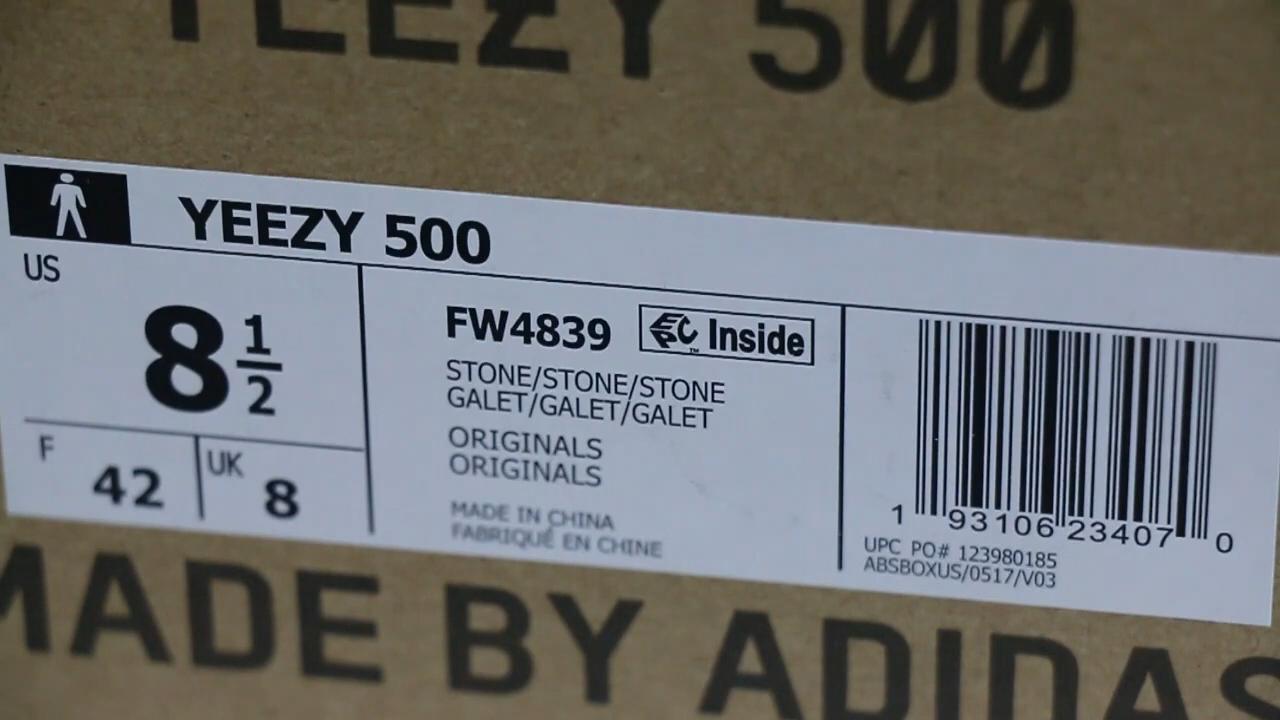 YEEZY 500
YEEZY 500
US
8 1/2
F 42
UK 8
FW4839
Inside
STONE/STONE/STONE
GALET/GALET/GALET
ORIGINALS
ORIGINALS
MADE IN CHINA
FABRIQUÉ EN CHINE
1 93106 23407 0
UPC PO# 123980185
ABSBOXUS/0517/V03
MADE BY ADIDAS